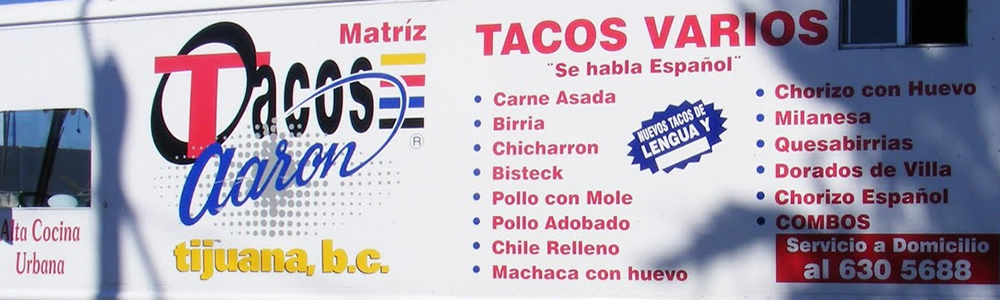 Alta Cocina
Urbana
Matríz
Tacos
Aaron
®
tijuana, b.c.
TACOS VARIOS
"Se habla Español"
• Carne Asada
• Birria
• Chicharron
• Bisteck
• Pollo con Mole
• Pollo Adobado
• Chile Relleno
• Machaca con huevo
NUEVOS TACOS DE
LENGUA Y
• Chorizo con Huevo
• Milanesa
• Quesabirrias
• Dorados de Villa
• Chorizo Español
• COMBOS
Servicio a Domicilio
al 630 5688